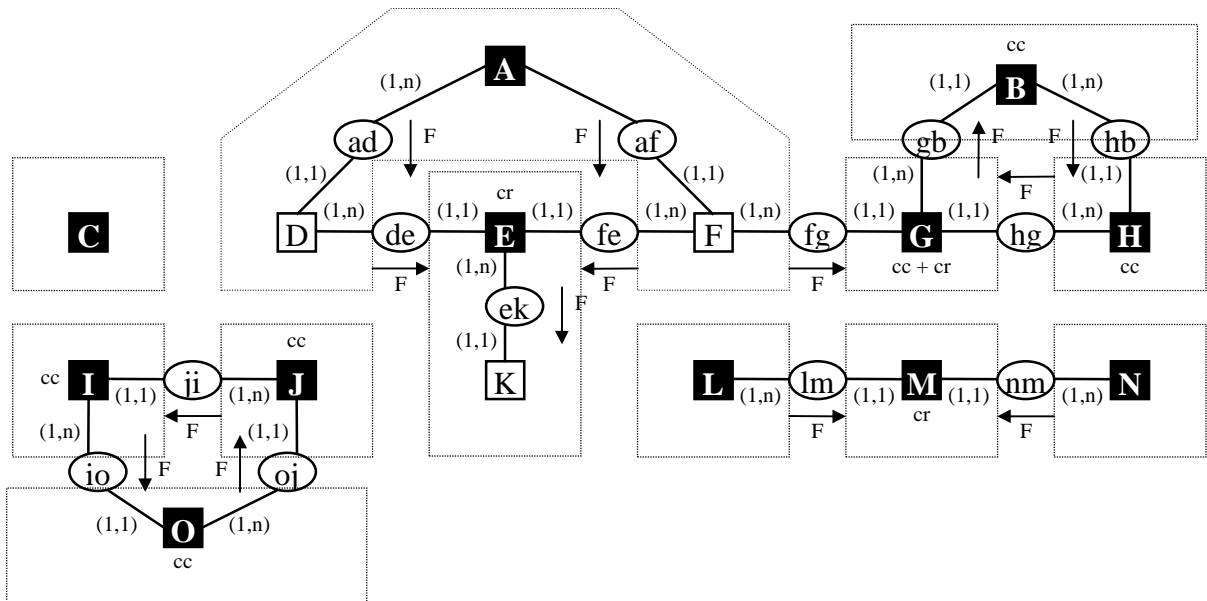 cc
A
(1,n)
(1,1)
B
(1,n)
ad
F
F
af
gb
F
F
hb
(1,1)
(1,1)
(1,n)
F
(1,1)
cr
C
D
(1,n)
de
(1,1)
E
(1,1)
fe
(1,n)
F
(1,n)
fg
(1,1)
G
(1,1)
hg
(1,n)
H
(1,n)
cc + cr
cc
F
F
F
ek
F
cc
(1,1)
cc
I
(1,1)
ji
(1,n)
J
K
L
(1,n)
lm
(1,1)
M
(1,1)
nm
(1,n)
N
cr
F
F
F
(1,n)
(1,1)
io
F
F
oj
(1,1)
O
(1,n)
cc